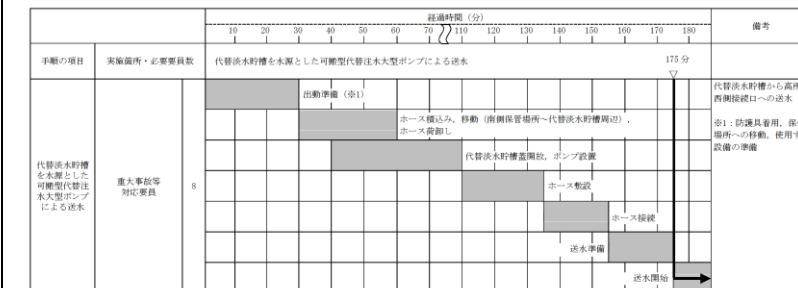 経過時間（分）
備考
10 20 30 40 50 60 70 110 120 130 140 150 160 170 180
手順の項目
実施箇所・必要要員数
代替淡水貯槽を水源とした可搬型代替注水大型ポンプによる送水
175 分
代替淡水貯槽
を水源とした
可搬型代替注
水大型ポンプ
による送水
重大事故等
対応要員
8
出動準備（※1）
ホース積込み，移動（南側保管場所～代替淡水貯槽周辺），
ホース荷卸し
代替淡水貯槽蓋開放，ポンプ設置
ホース敷設
ホース接続
送水準備
送水開始
代替淡水貯槽から高所
西側接続口への送水
※1：防護具着用，保
場所への移動，使用す
設備の準備